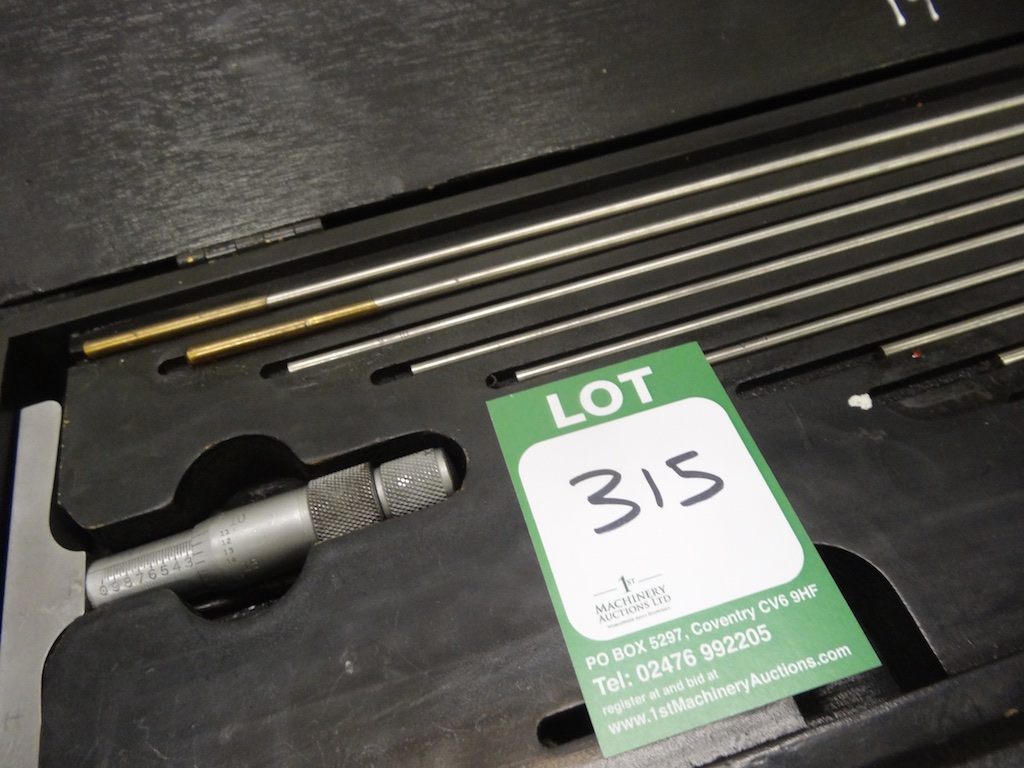 LOT
315
1ST
MACHINERY
AUCTIONS LTD
PO BOX 5297, Coventry CV6 9HF
Tel: 02476 992205
register at and bid at
www.1stMachineryAuctions.com